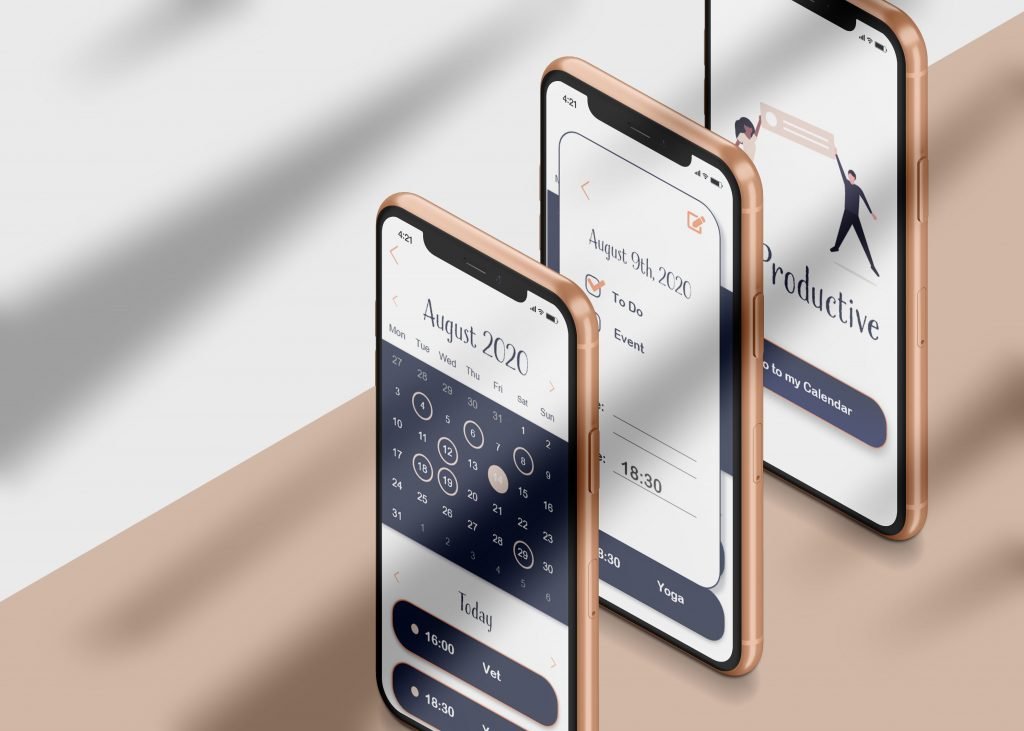 4:21
August 2020
Mon Tue Wed Thu Fri Sat Sun
27 28 29 30 31 1 2
3 4 5 6 7 8 9
10 11 12 13 14 15 16
17 18 19 20 21 22 23
24 25 26 27 28 29 30
31 1 2 3 4 5 6
Today
16:00 Vet
18:30
4:21
August 9th, 2020
To Do
Event
18:30
Yoga
Productive
to my Calendar